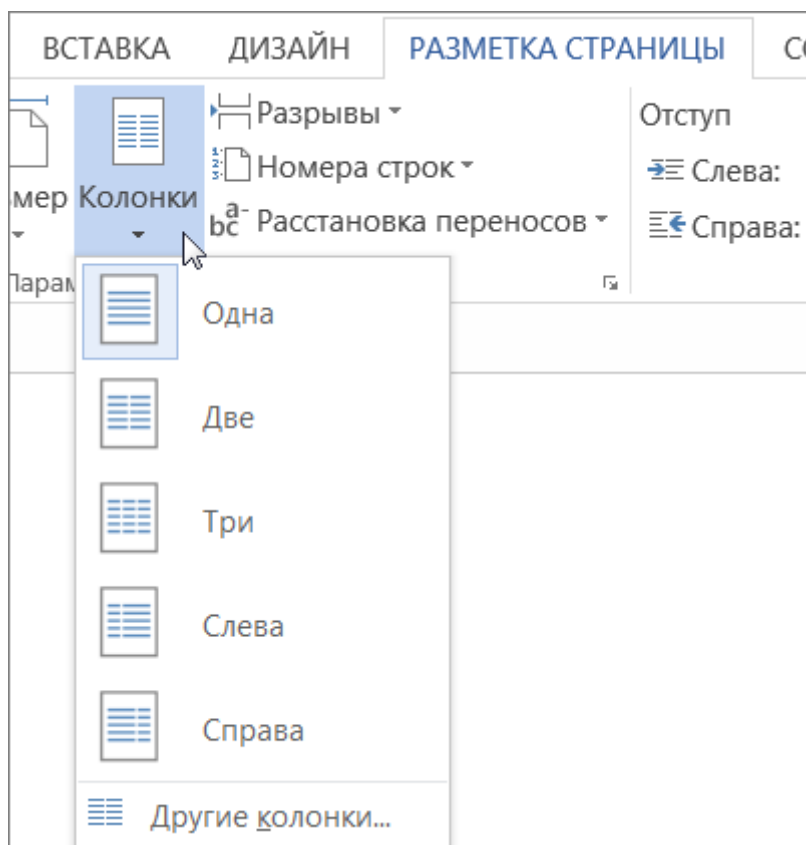 ВСТАВКА ДИЗАЙН РАЗМЕТКА СТРАНИЦЫ
Разрывы
Отступ
Номера строк
Слева:
Колонки
Расстановка переносов
Справа:
Одна
Две
Три
Слева
Справа
Другие колонки...